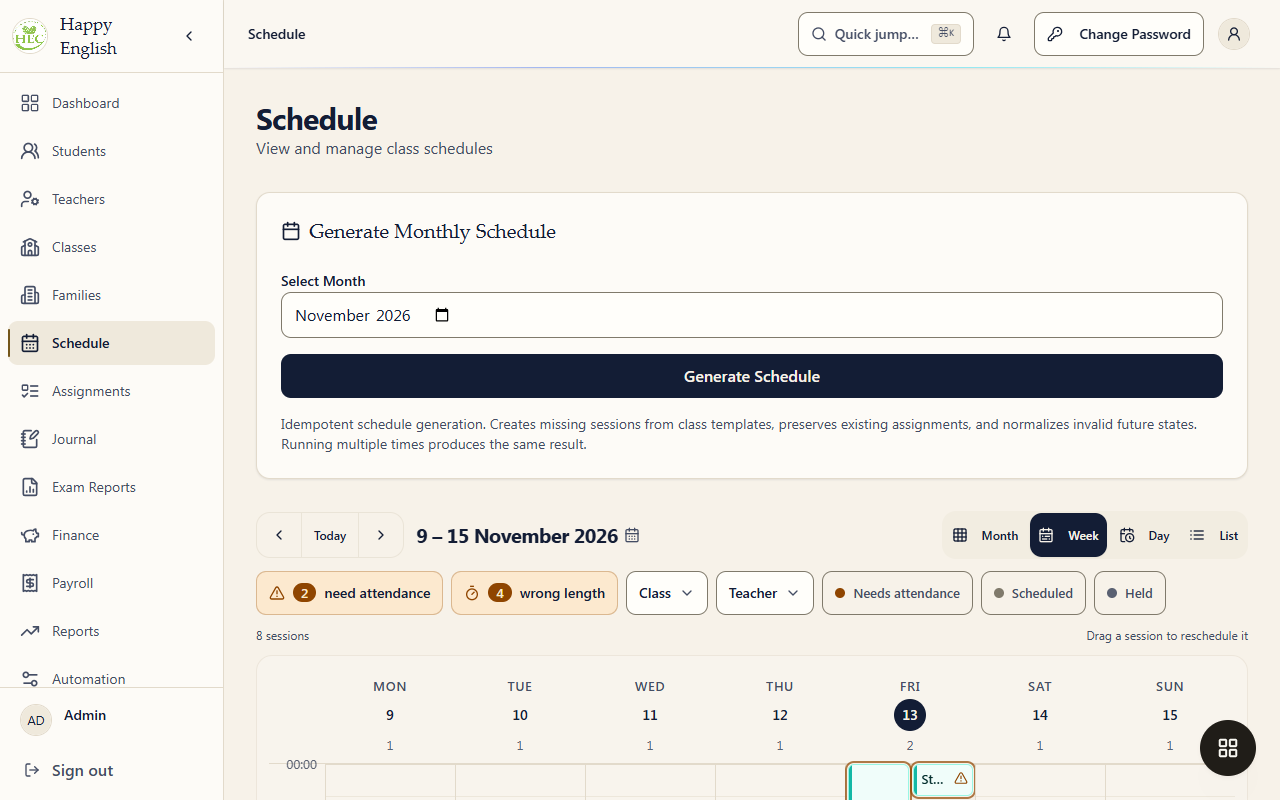 HEC
Happy
English
Schedule
Quick jump...
⌘K
Change Password
Dashboard
Students
Teachers
Classes
Families
Schedule
Assignments
Journal
Exam Reports
Finance
Payroll
Reports
Automation
AD
Admin
Sign out
Schedule
View and manage class schedules
Generate Monthly Schedule
Select Month
November 2026
Generate Schedule
Idempotent schedule generation. Creates missing sessions from class templates, preserves existing assignments, and normalizes invalid future states.
Running multiple times produces the same result.
Today
9 – 15 November 2026
Month
Week
Day
List
2 need attendance
4 wrong length
Class
Teacher
Needs attendance
Scheduled
Held
8 sessions
Drag a session to reschedule it
MON TUE WED THU FRI SAT SUN
9 10 11 12 13 14 15
1 1 1 1 2 1 1
00:00
St...